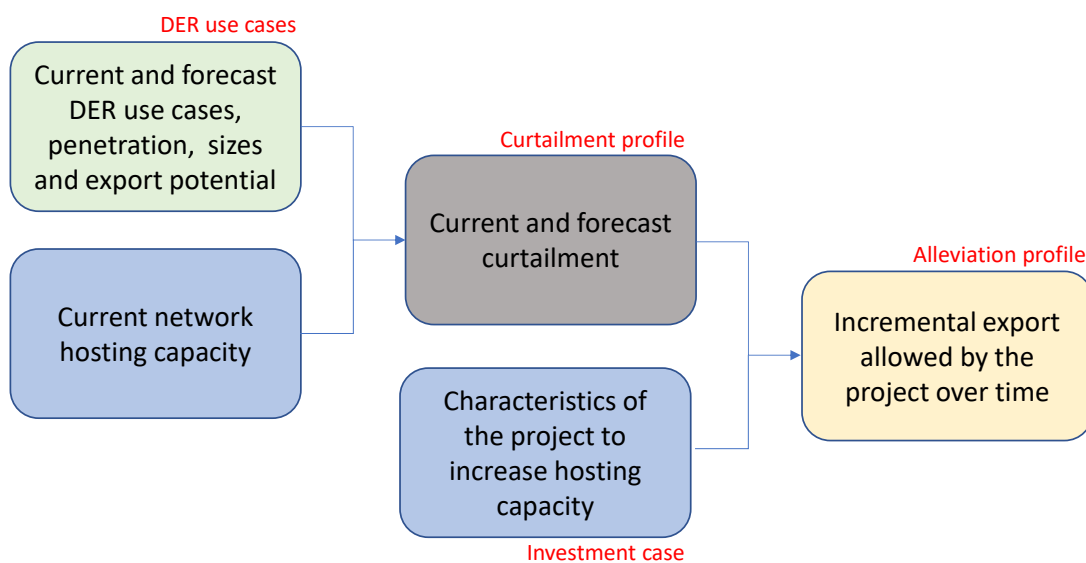 DER use cases
Current and forecast
DER use cases,
penetration, sizes
and export potential
Current network
hosting capacity
Curtailment profile
Current and forecast
curtailment
Characteristics of
the project to
increase hosting
capacity
Investment case
Alleviation profile
Incremental export
allowed by the
project over time